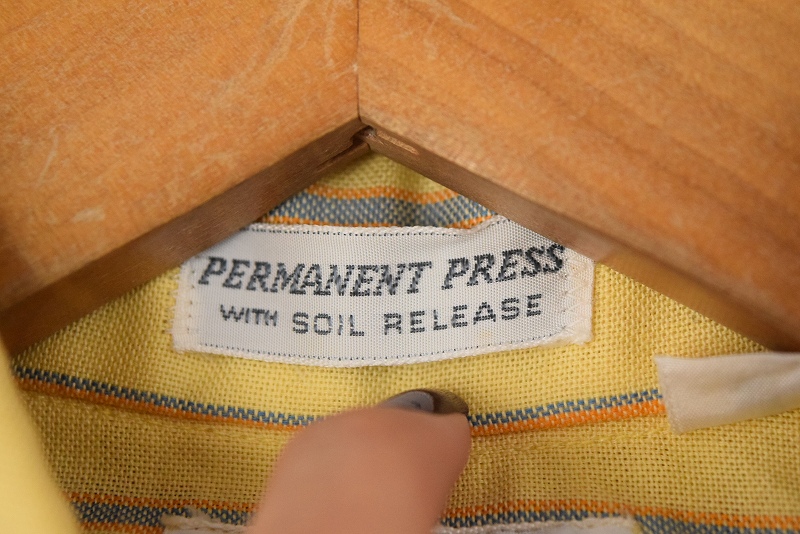 PERMANENT PRESS
WITH SOIL RELEASE